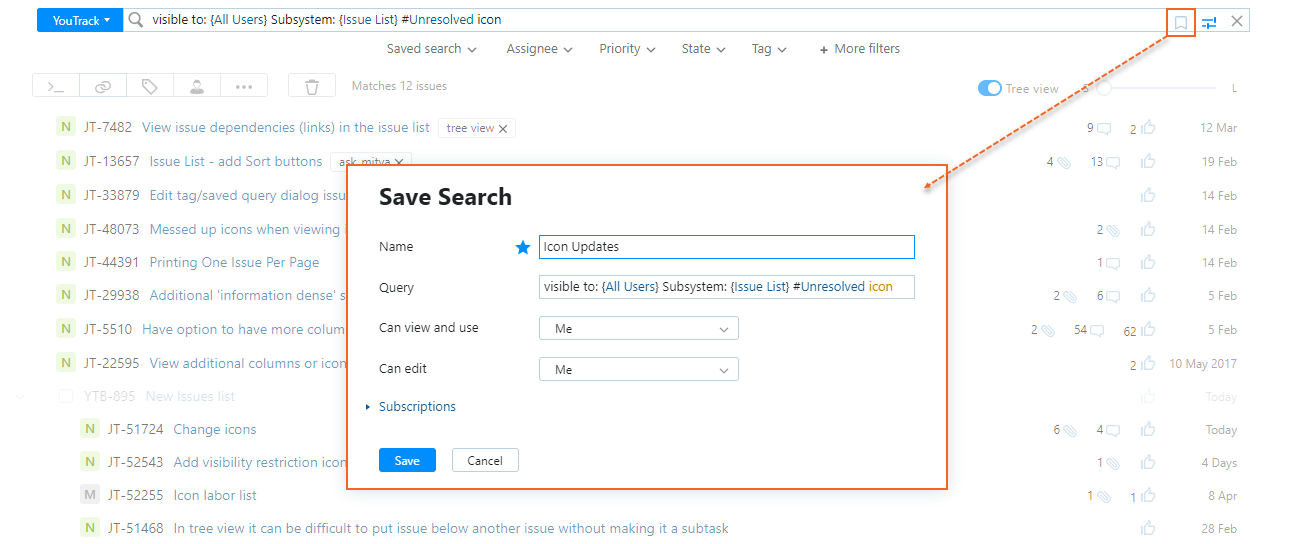 YouTrack visible to: {All Users} Subsystem: {Issue List} #Unresolved icon
Saved search Assignee Priority State Tag + More filters
Matches 12 issues Tree view S L
N JT-7482 View issue dependencies (links) in the issue list tree view 9 2 12 Mar
N JT-13657 Issue List - add Sort buttons ask_mitya 4 13 19 Feb
N JT-33879 Edit tag/saved query dialog issu 14 Feb
N JT-48073 Messed up icons when viewing i 2 14 Feb
N JT-44391 Printing One Issue Per Page 1 14 Feb
N JT-29938 Additional 'information dense' s 2 6 5 Feb
N JT-5510 Have option to have more colum 2 54 62 5 Feb
N JT-22595 View additional columns or icon 2 10 May 2017
YTB-895 New Issues list Today
N JT-51724 Change icons 6 4 Today
N JT-52543 Add visibility restriction icon 1 4 Days
M JT-52255 Icon labor list 1 1 8 Apr
N JT-51468 In tree view it can be difficult to put issue below another issue without making it a subtask 28 Feb
Save Search
Name Icon Updates
Query visible to: {All Users} Subsystem: {Issue List} #Unresolved icon
Can view and use Me
Can edit Me
Subscriptions
Save Cancel